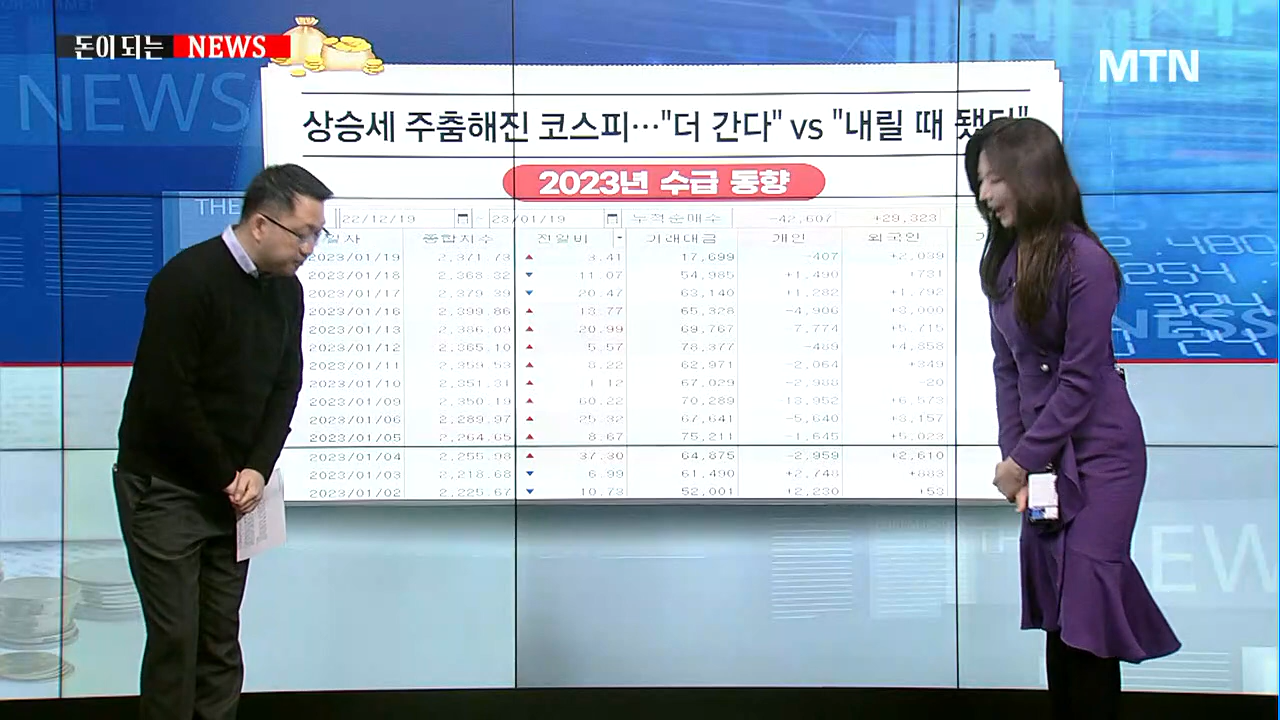 돈이 되는 NEWS
MTN
NEWS
상승세 주춤해진 코스피…"더 간다" vs "내릴 때 됐다"
2023년 수급 동향
THE
22/12/19 ~ 23/01/19 누적순매수 -42,607 +29,323
일자 종합지수 전일비 거래대금 개인 외국인
2023/01/19 ▲ 3.41 17,699 -407
2023/01/18 2,368.32 ▼ 11.07 54,985 +1,490
2023/01/17 2,379.39 ▼ 20.47 63,140 +1,282 +1,792
2023/01/16 2,399.86 ▲ 13.77 65,328 -4,906 +3,000
2023/01/13 2,386.09 ▲ 20.99 69,767 -7,774
2023/01/12 2,365.10 ▲ 5.57 78,377 -489 +4,858
2023/01/11 2,359.53 ▲ 8.22 62,971 -2,064 +349
2023/01/10 2,351.31 ▲ 1.12 67,029 -2,988 -20
2023/01/09 2,350.19 ▲ 60.22 70,289 -13,952 +6,573
2023/01/06 2,289.97 ▲ 25.32 67,641 -5,640 +3,157
2023/01/05 2,264.65 ▲ 8.67 75,211 -1,645 +5,023
2023/01/04 2,255.98 ▲ 37.30 64,875 -2,959 +2,610
2023/01/03 2,218.68 ▼ 6.99 61,490 +2,748 +883
2023/01/02 2,225.67 ▼ 10.73 52,001 +2,230 +53
2.480
254
324
NESS
24
NEW